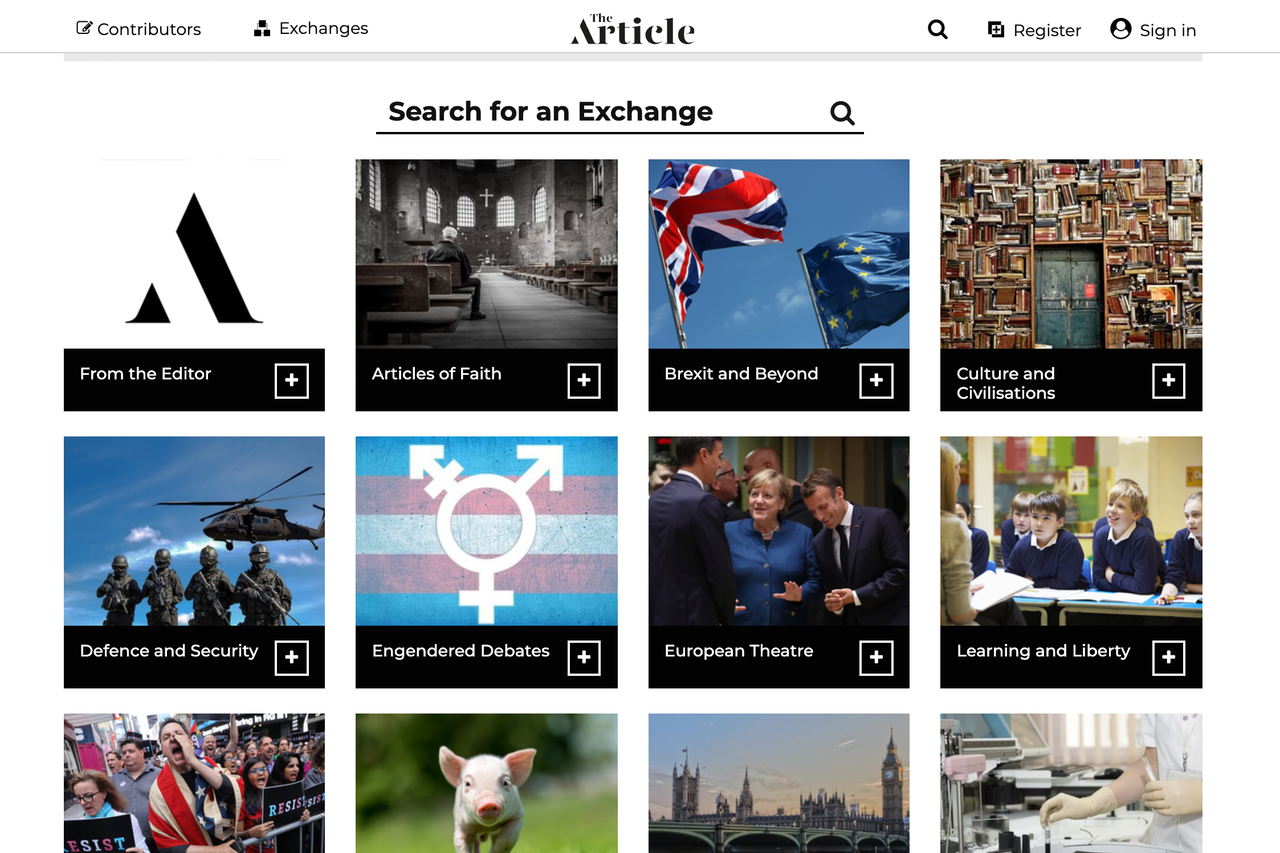 Contributors
Exchanges
The
Article
Register
Sign in
Search for an Exchange
From the Editor
Articles of Faith
Brexit and Beyond
Culture and
Civilisations
Defence and Security
Engendered Debates
European Theatre
Learning and Liberty
RESIST
RESIST